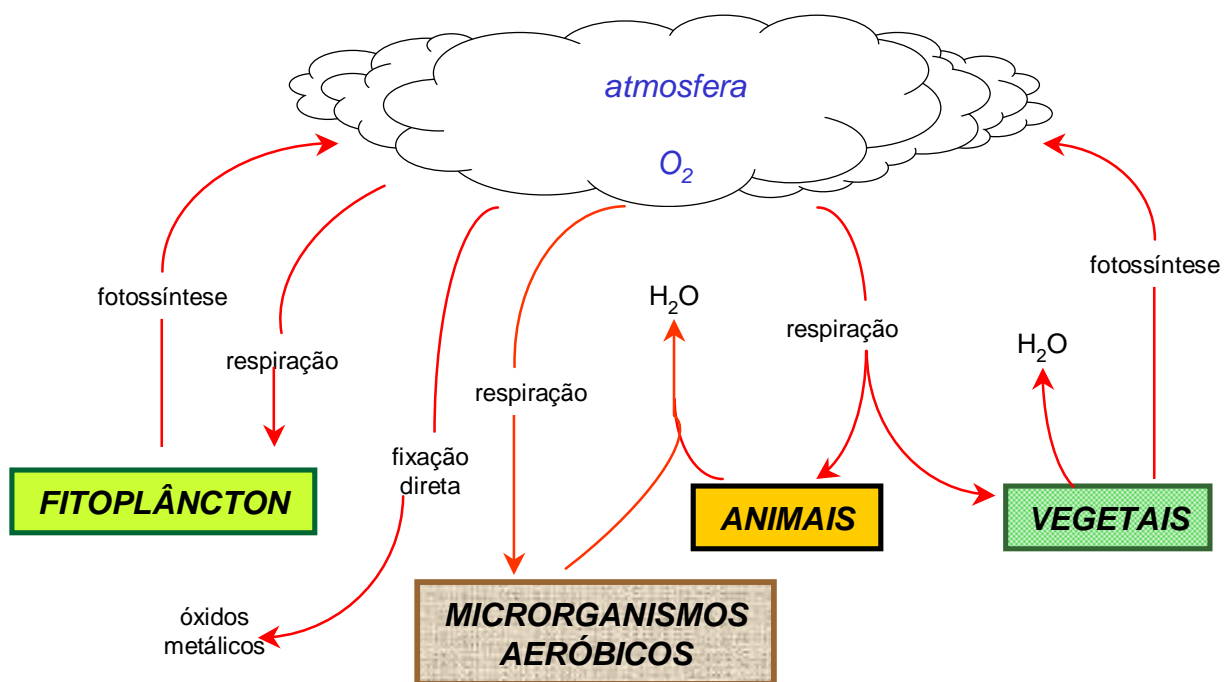 atmosfera
O₂
fotossíntese
respiração
fixação
direta
óxidos
metálicos
respiração
H₂O
respiração
H₂O
fotossíntese
FITOPLÂNCTON
MICRORGANISMOS
AERÓBICOS
ANIMAIS
VEGETAIS